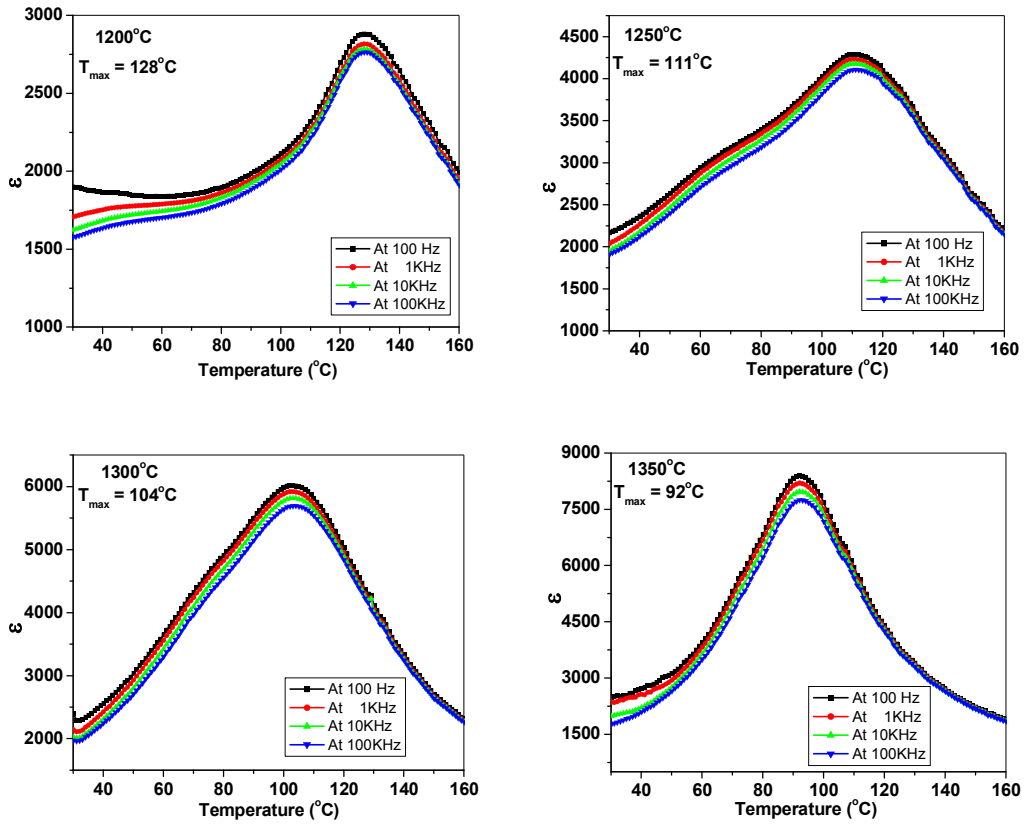 1200°C
Tmax = 128°C
3000
2500
2000
1500
1000
ε
At 100 Hz
At 1KHz
At 10KHz
At 100KHz
40 60 80 100 120 140 160
Temperature (°C)
1250°C
Tmax = 111°C
4500
4000
3500
3000
2500
2000
1500
1000
ε
At 100 Hz
At 1KHz
At 10KHz
At 100KHz
40 60 80 100 120 140 160
Temperature (°C)
1300°C
Tmax = 104°C
6000
5000
4000
3000
2000
ε
At 100 Hz
At 1KHz
At 10KHz
At 100KHz
40 60 80 100 120 140 160
Temperature (°C)
1350°C
Tmax = 92°C
9000
7500
6000
4500
3000
1500
ε
At 100 Hz
At 1KHz
At 10KHz
At 100KHz
40 60 80 100 120 140 160
Temperature (°C)